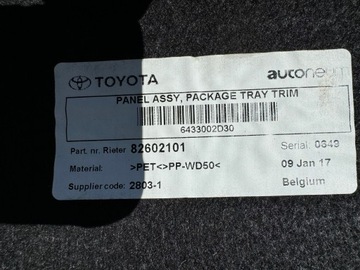 TOYOTA
autoneum
PANEL ASSY, PACKAGE TRAY TRIM
6433002D30
Part. nr. Rieter 82602101
Serial: 0343
Material: >PET<>PP-WD50<
09 Jan 17
Supplier code: 2803-1
Belgium